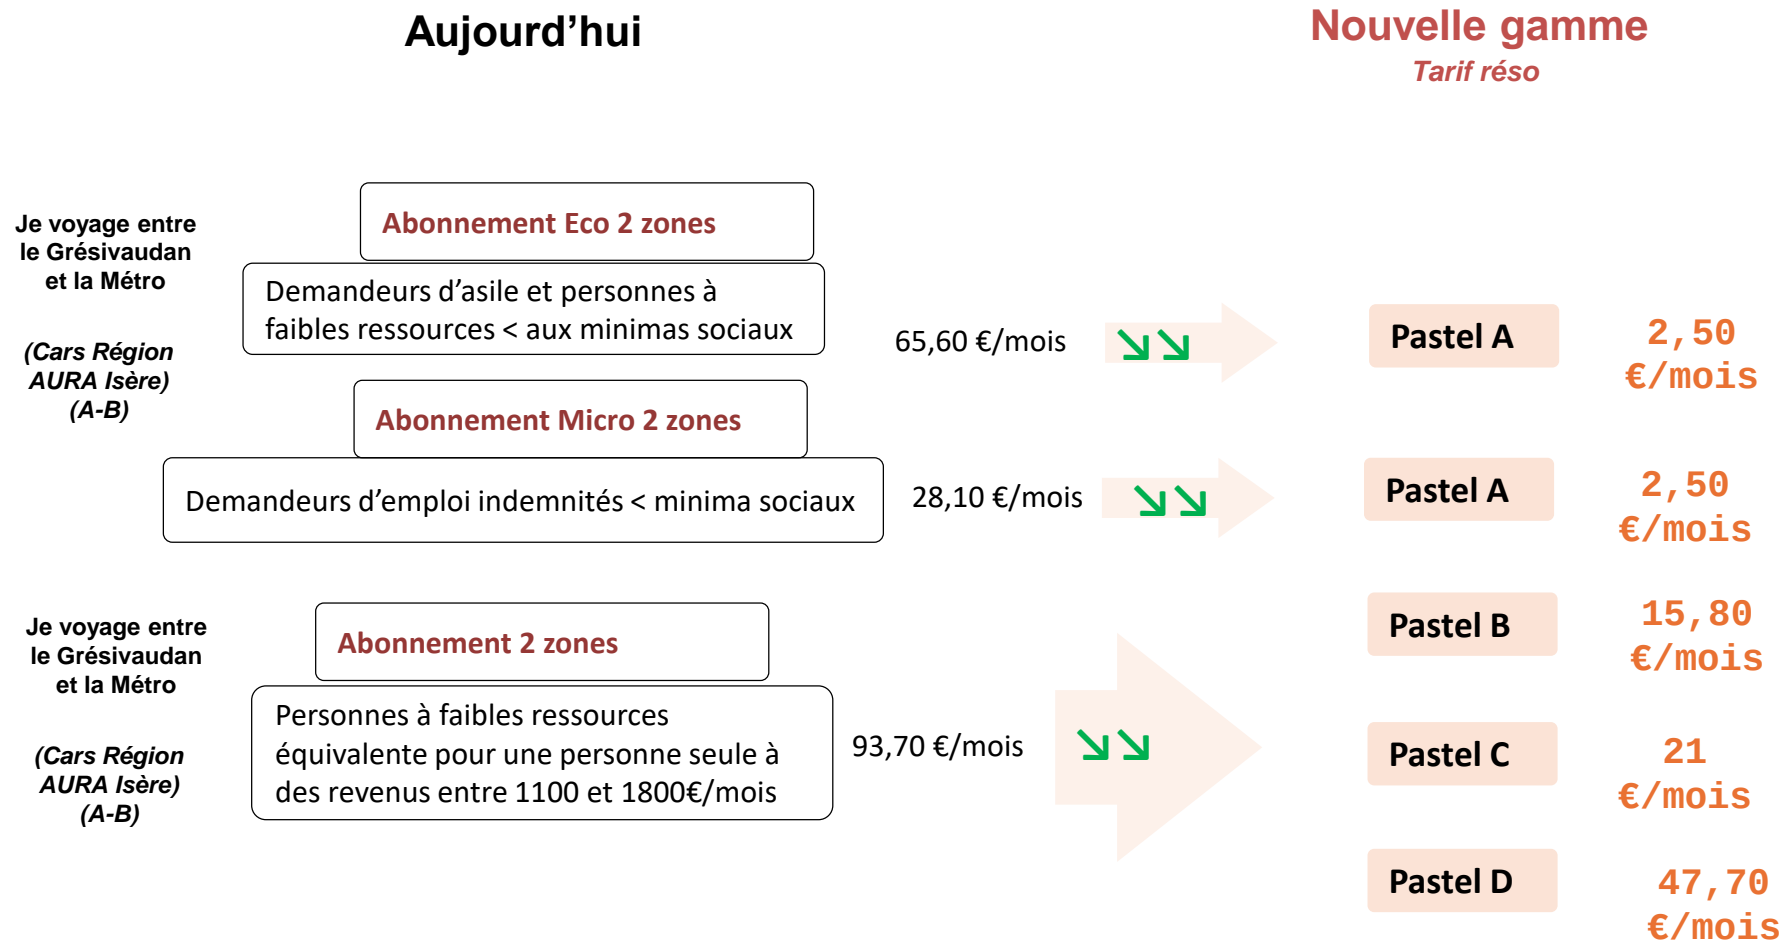 Aujourd’hui
Nouvelle gamme
Tarif réso
Je voyage entre
le Grésivaudan
et la Métro
(Cars Région
AURA Isère)
(A-B)
Abonnement Eco 2 zones
Demandeurs d’asile et personnes à
faibles ressources < aux minimas sociaux
65,60 €/mois
Pastel A
2,50
€/mois
Abonnement Micro 2 zones
Demandeurs d’emploi indemnités < minima sociaux
28,10 €/mois
Pastel A
2,50
€/mois
Je voyage entre
le Grésivaudan
et la Métro
(Cars Région
AURA Isère)
(A-B)
Abonnement 2 zones
Personnes à faibles ressources
équivalente pour une personne seule à
des revenus entre 1100 et 1800€/mois
93,70 €/mois
Pastel B
15,80
€/mois
Pastel C
21
€/mois
Pastel D
47,70
€/mois